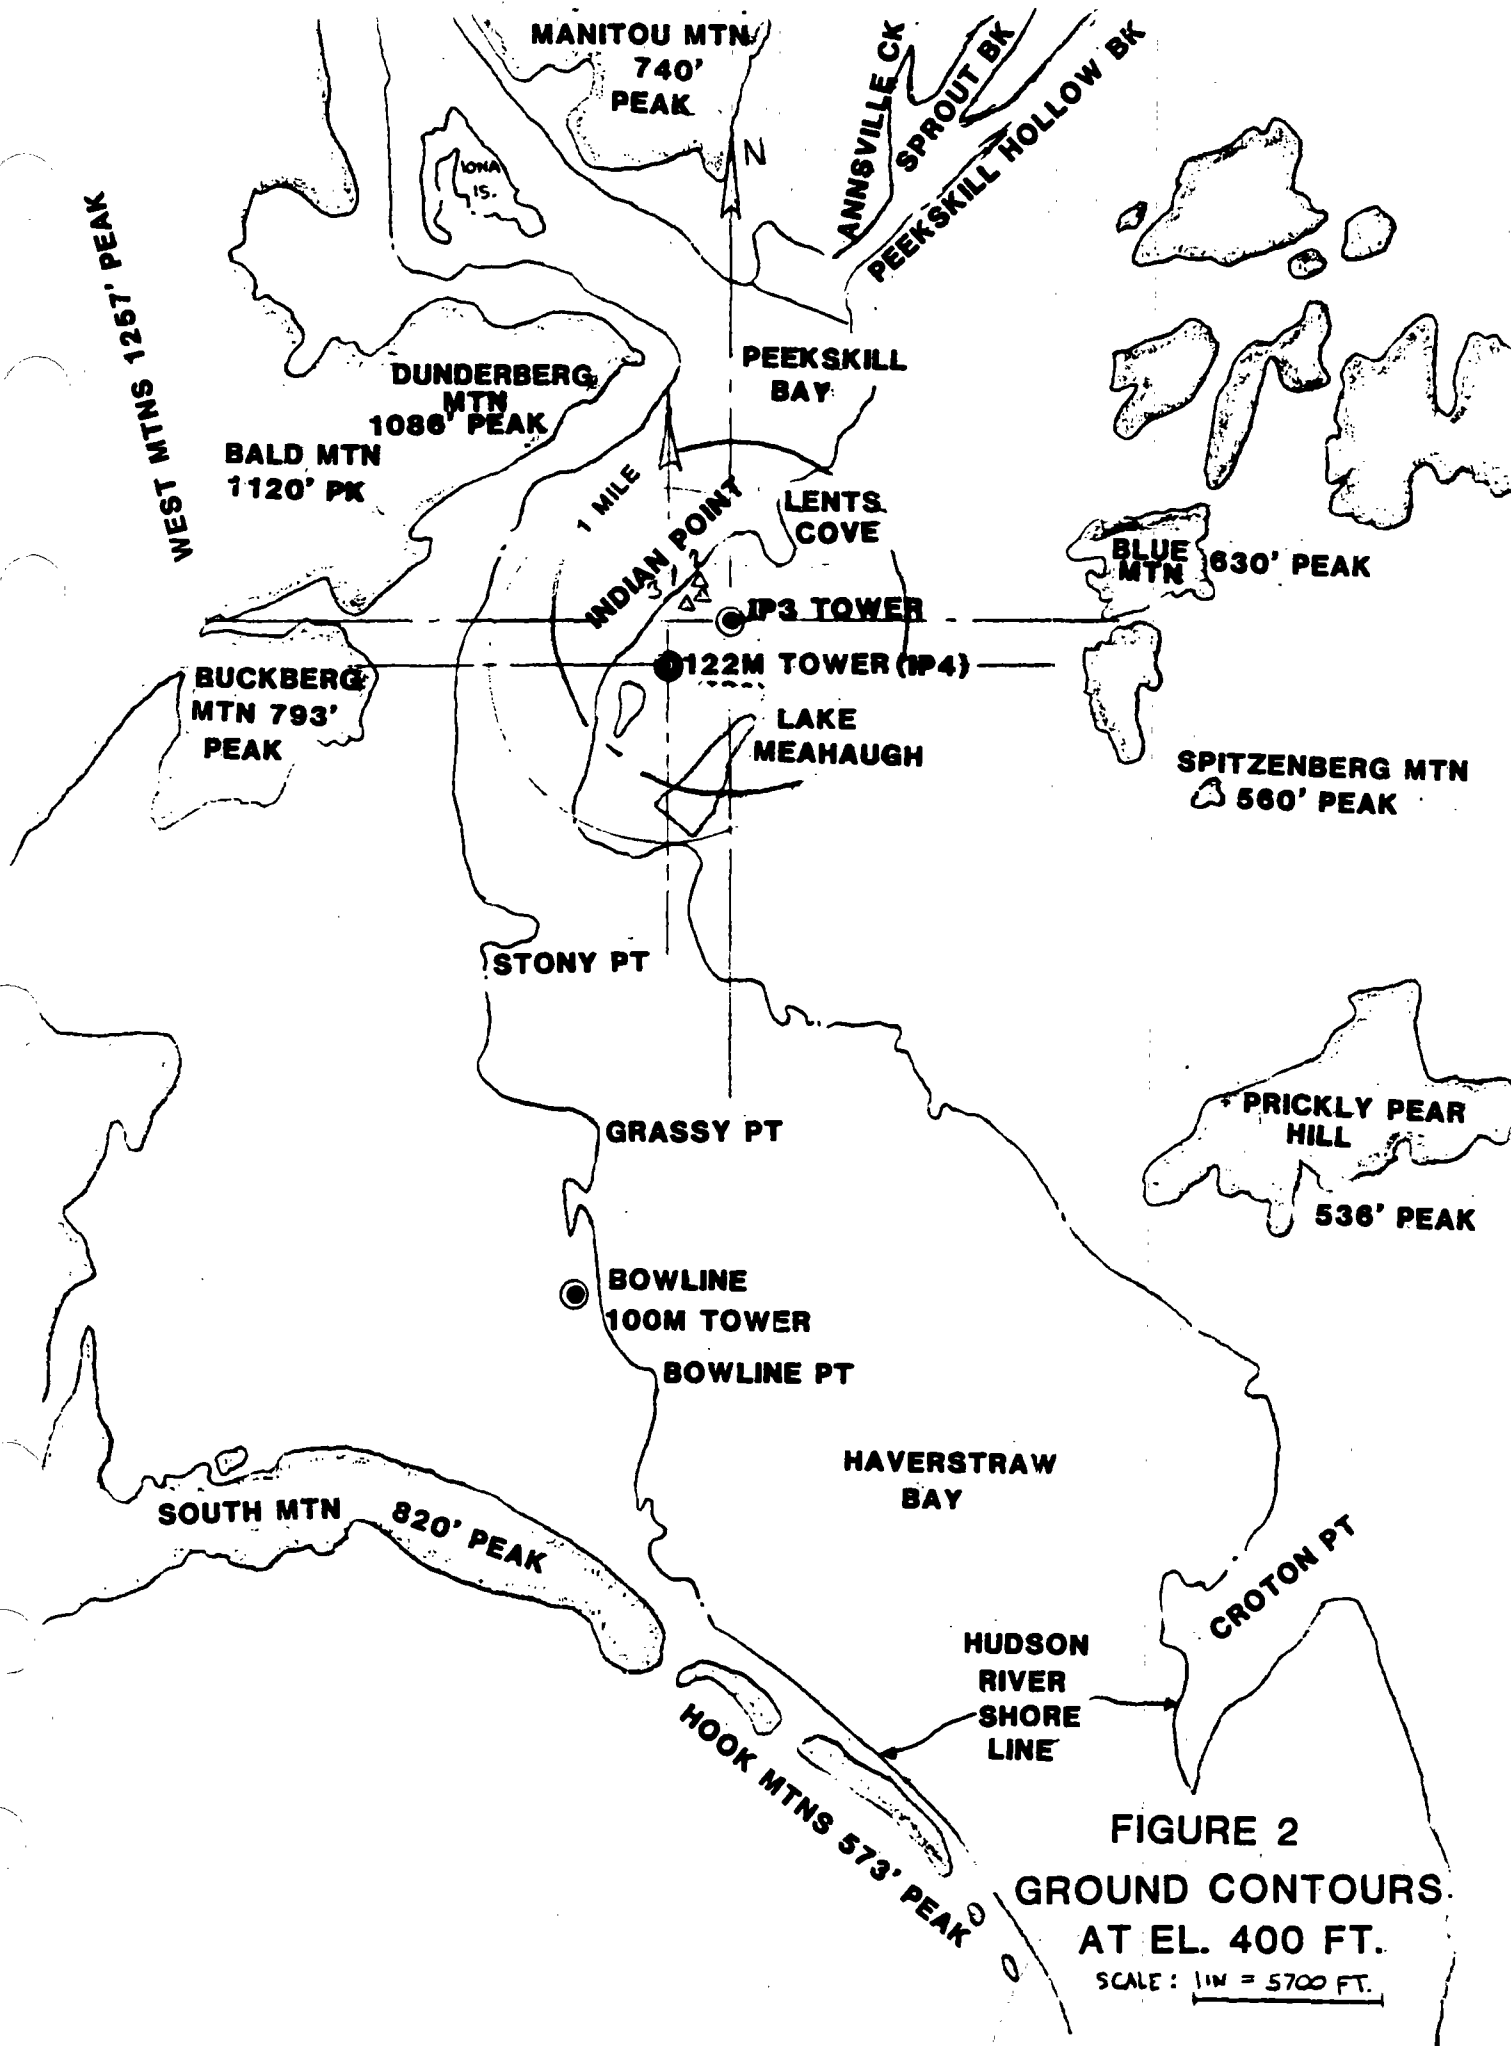 MANITOU MTN
740'
PEAK
ANNSVILLE CK
SPROUT BK
PEEKSKILL HOLLOW BK
N
IONA
IS.
WEST MTNS 1257' PEAK
DUNDERBERG
MTN
1086' PEAK
PEEKSKILL
BAY
BALD MTN
1120' PK
1 MILE
INDIAN POINT
LENTS
COVE
3 1 2
BLUE
MTN
630' PEAK
IP3 TOWER
122M TOWER (IP4)
BUCKBERG
MTN 793'
PEAK
LAKE
MEAHAUGH
SPITZENBERG MTN
560' PEAK
STONY PT
GRASSY PT
PRICKLY PEAR
HILL
536' PEAK
BOWLINE
100M TOWER
BOWLINE PT
HAVERSTRAW
BAY
SOUTH MTN 820' PEAK
CROTON PT
HUDSON
RIVER
SHORE
LINE
HOOK MTNS 573' PEAK
FIGURE 2
GROUND CONTOURS
AT EL. 400 FT.
SCALE: 1IN = 5700 FT.